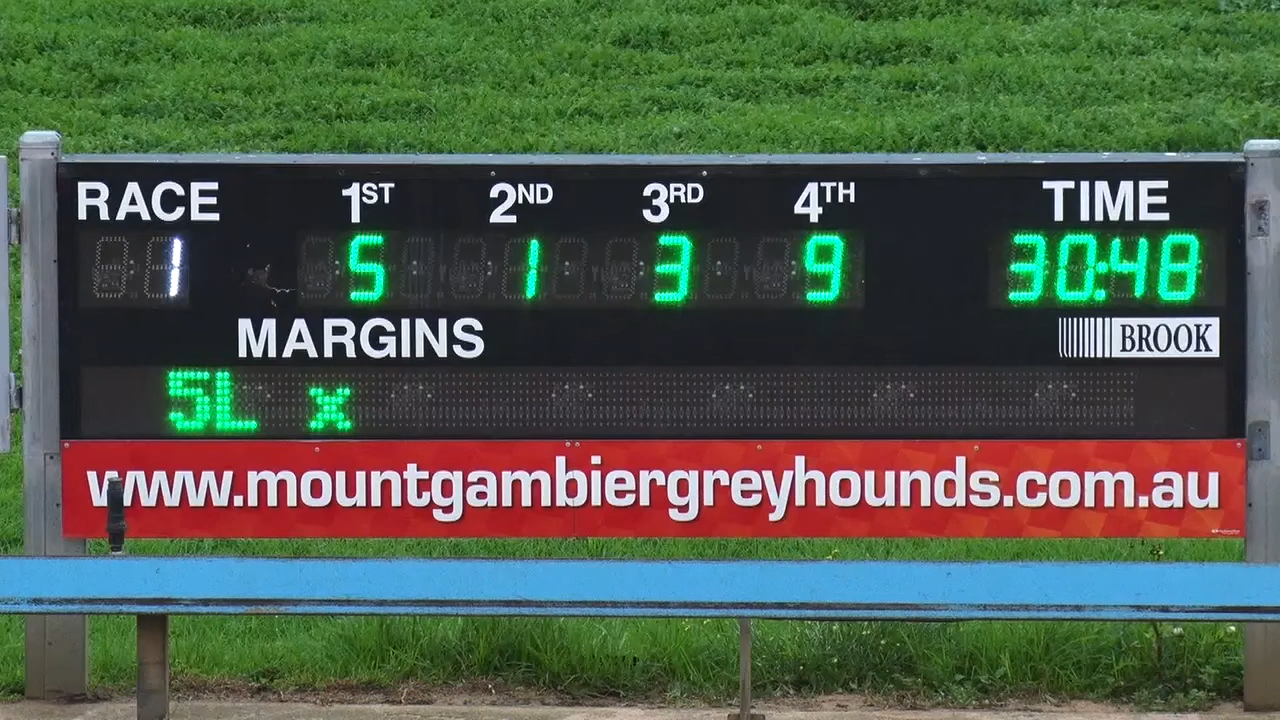 RACE 1ST 2ND 3RD 4TH TIME
1 5 1 3 9 30:48
MARGINS BROOK
5L x
www.mountgambiergreyhounds.com.au